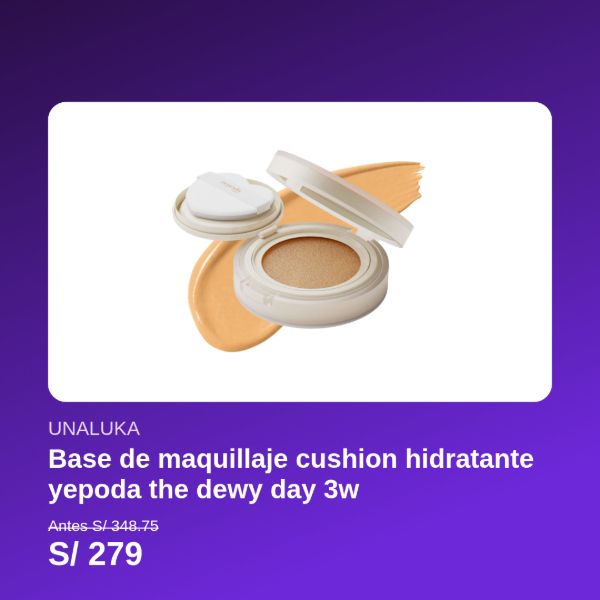 UNALUKA
Base de maquillaje cushion hidratante
yepoda the dewy day 3w
Antes S/ 348.75
S/ 279